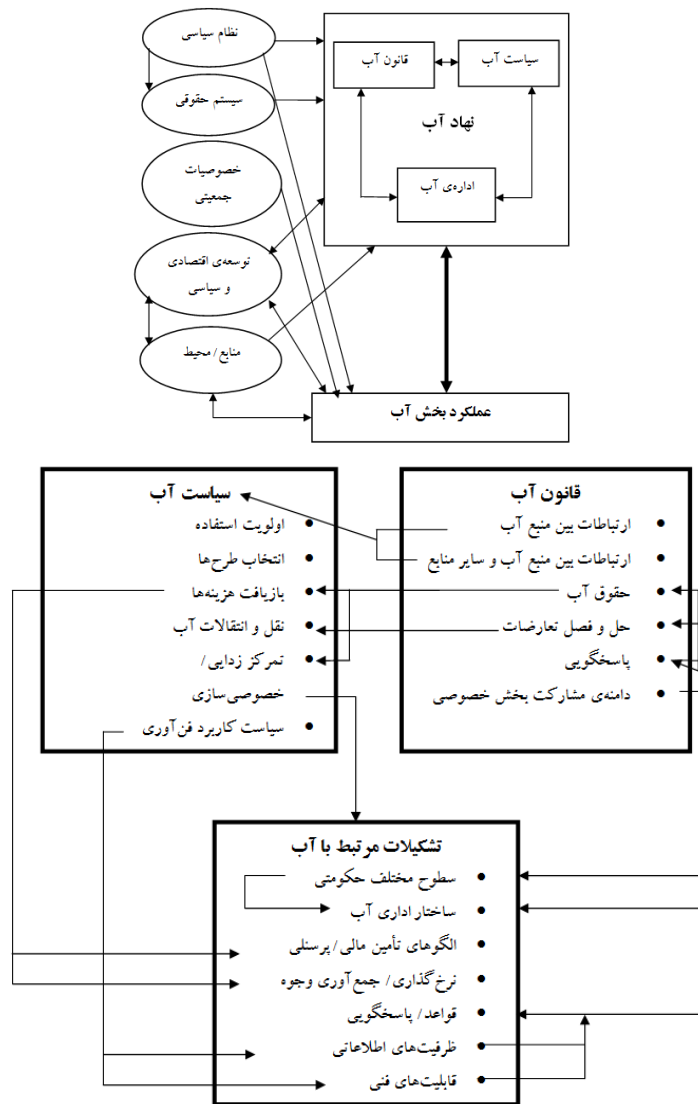 نظام سیاسی
سیستم حقوقی
خصوصیات
جمعیتی
توسعه‌ی اقتصادی
و سیاسی
منابع/محیط
قانون آب
سیاست آب
نهاد آب
اداره‌ی آب
عملکرد بخش آب
قانون آب
• ارتباطات بین منبع آب
• ارتباطات بین منبع آب و سایر منابع
• حقوق آب
• حل و فصل تعارضات
• پاسخگویی
• دامنه‌ی مشارکت بخش خصوصی
سیاست آب
• اولویت استفاده
• انتخاب طرح‌ها
• بازیافت هزینه‌ها
• نقل و انتقالات آب
• تمرکز زدایی/
خصوصی‌سازی
• سیاست کاربرد فن‌آوری
تشکیلات مرتبط با آب
• سطوح مختلف حکومتی
• ساختار اداری آب
• الگوهای تأمین مالی/پرسنلی
• نرخ‌گذاری/ جمع‌آوری وجوه
• قواعد/ پاسخگویی
• ظرفیت‌های اطلاعاتی
• قابلیت‌های فنی